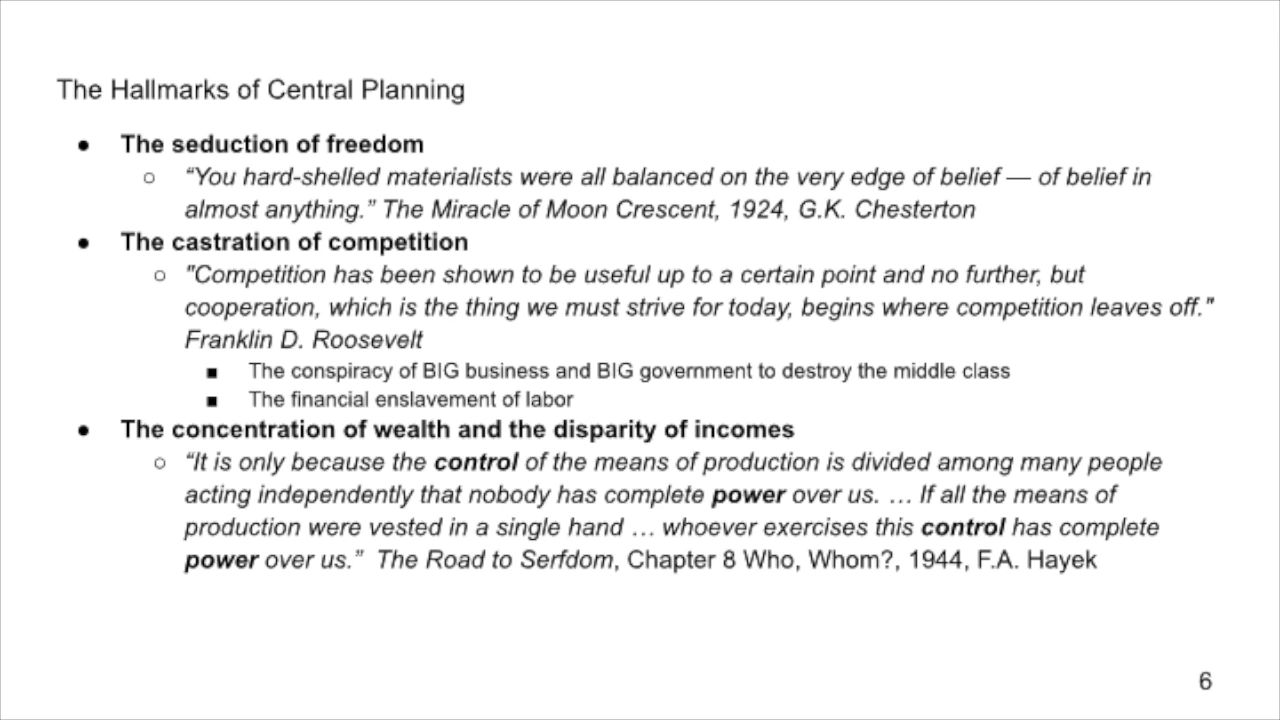 The Hallmarks of Central Planning
● The seduction of freedom
○ “You hard-shelled materialists were all balanced on the very edge of belief — of belief in
almost anything.” The Miracle of Moon Crescent, 1924, G.K. Chesterton
● The castration of competition
○ "Competition has been shown to be useful up to a certain point and no further, but
cooperation, which is the thing we must strive for today, begins where competition leaves off."
Franklin D. Roosevelt
■ The conspiracy of BIG business and BIG government to destroy the middle class
■ The financial enslavement of labor
● The concentration of wealth and the disparity of incomes
○ “It is only because the control of the means of production is divided among many people
acting independently that nobody has complete power over us. … If all the means of
production were vested in a single hand … whoever exercises this control has complete
power over us.” The Road to Serfdom, Chapter 8 Who, Whom?, 1944, F.A. Hayek
6